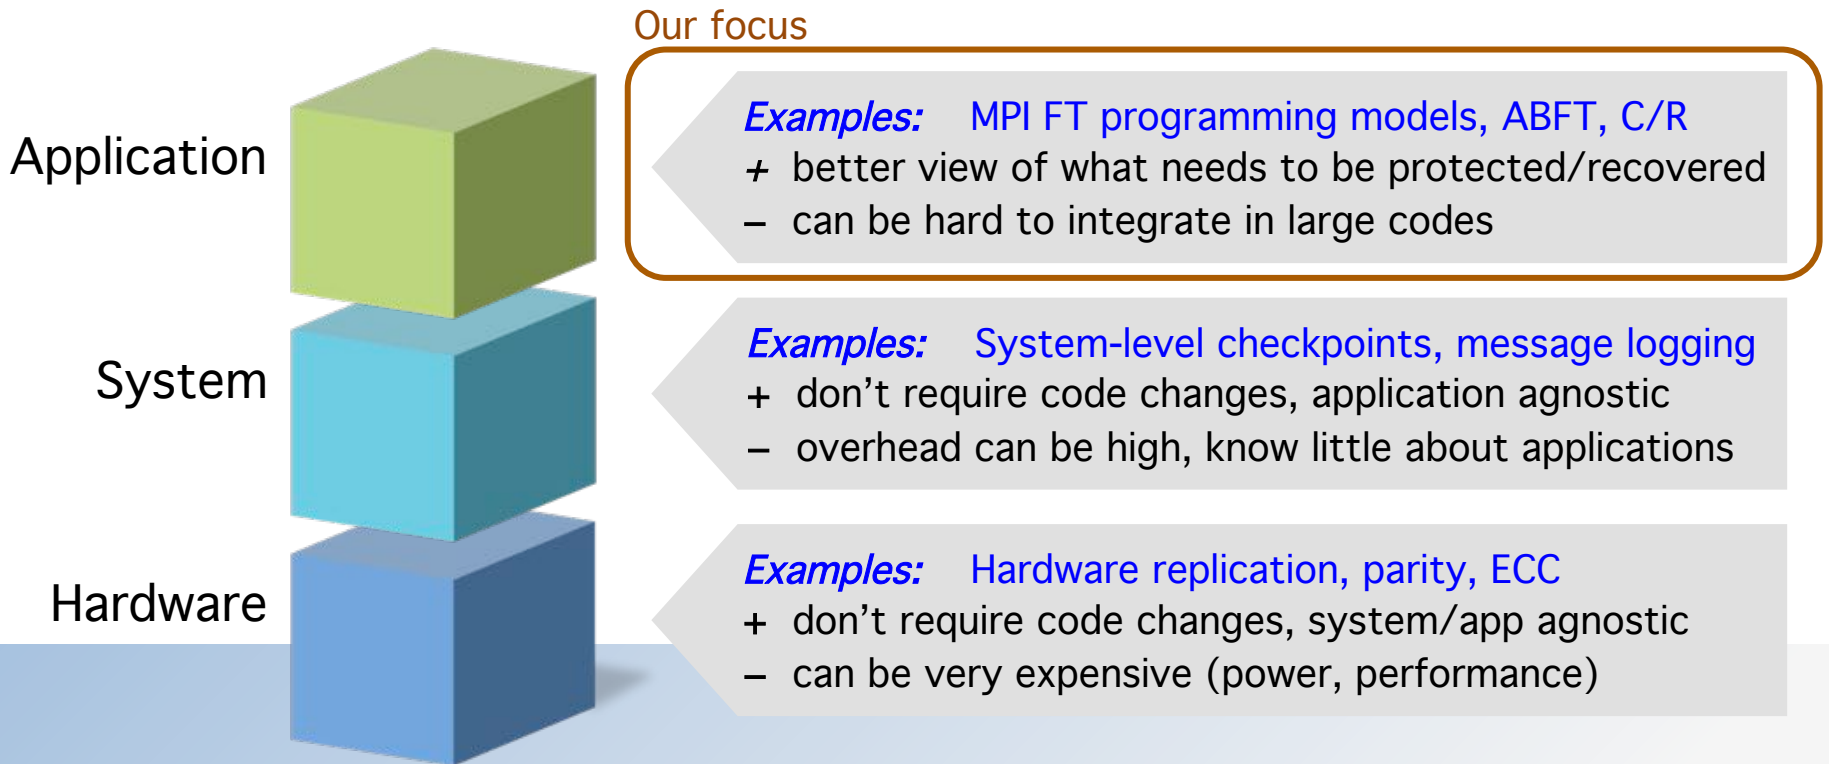 Our focus
Application
Examples: MPI FT programming models, ABFT, C/R
+ better view of what needs to be protected/recovered
– can be hard to integrate in large codes
System
Examples: System-level checkpoints, message logging
+ don’t require code changes, application agnostic
– overhead can be high, know little about applications
Hardware
Examples: Hardware replication, parity, ECC
+ don’t require code changes, system/app agnostic
– can be very expensive (power, performance)